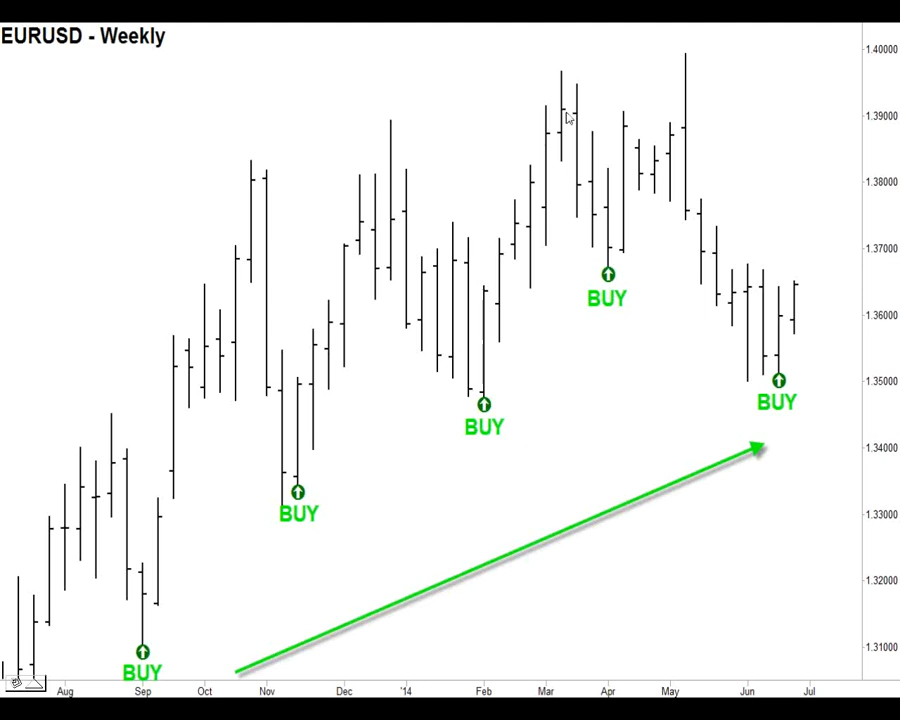 EURUSD - Weekly
1.40000
1.39000
1.38000
1.37000
BUY
1.36000
1.35000
BUY
BUY
1.34000
1.33000
BUY
1.32000
1.31000
BUY
Aug Sep Oct Nov Dec '14 Feb Mar Apr May Jun Jul